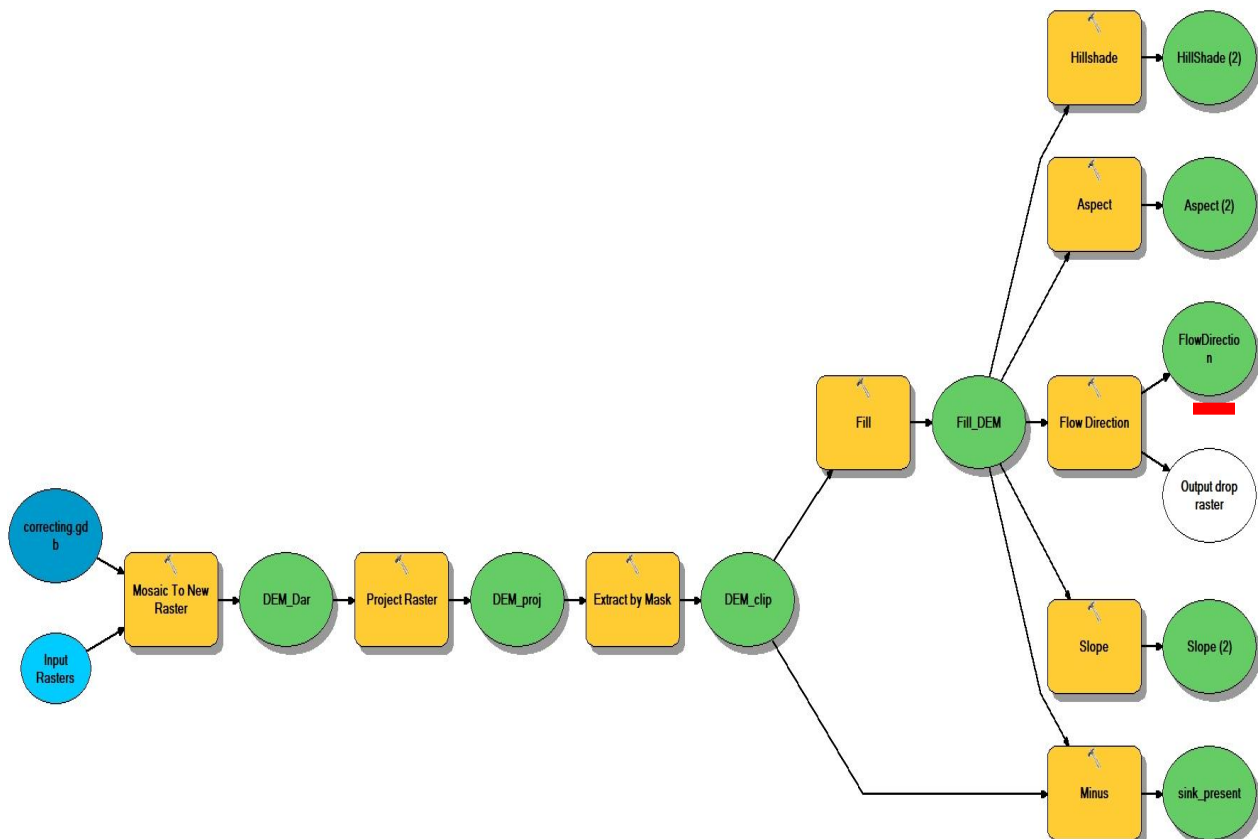 Hillshade
HillShade (2)
Aspect
Aspect (2)
FlowDirectio
n
Fill
Fill_DEM
Flow Direction
Output drop
raster
correcting.gd
b
Mosaic To New
Raster
DEM_Dar
Project Raster
DEM_proj
Extract by Mask
DEM_clip
Input
Rasters
Slope
Slope (2)
Minus
sink_present